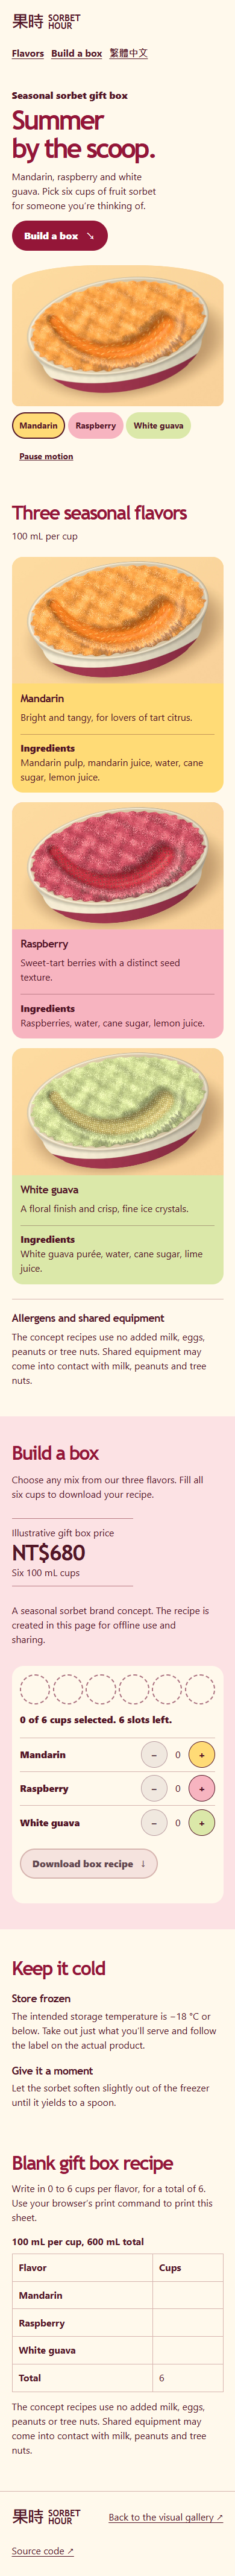 果時 SORBET HOUR
Flavors Build a box 繁體中文
Seasonal sorbet gift box
Summer
by the scoop.
Mandarin, raspberry and white
guava. Pick six cups of fruit sorbet
for someone you're thinking of.
Build a box ↘
Mandarin Raspberry White guava
Pause motion
Three seasonal flavors
100 mL per cup
Mandarin
Bright and tangy, for lovers of tart citrus.
Ingredients
Mandarin pulp, mandarin juice, water, cane
sugar, lemon juice.
Raspberry
Sweet-tart berries with a distinct seed
texture.
Ingredients
Raspberries, water, cane sugar, lemon juice.
White guava
A floral finish and crisp, fine ice crystals.
Ingredients
White guava purée, water, cane sugar, lime
juice.
Allergens and shared equipment
The concept recipes use no added milk, eggs,
peanuts or tree nuts. Shared equipment may
come into contact with milk, peanuts and tree
nuts.
Build a box
Choose any mix from our three flavors. Fill all
six cups to download your recipe.
Illustrative gift box price
NT$680
Six 100 mL cups
A seasonal sorbet brand concept. The recipe is
created in this page for offline use and
sharing.
0 of 6 cups selected. 6 slots left.
Mandarin − 0 +
Raspberry − 0 +
White guava − 0 +
Download box recipe ↓
Keep it cold
Store frozen
The intended storage temperature is −18 °C or
below. Take out just what you'll serve and follow
the label on the actual product.
Give it a moment
Let the sorbet soften slightly out of the freezer
until it yields to a spoon.
Blank gift box recipe
Write in 0 to 6 cups per flavor, for a total of 6.
Use your browser's print command to print this
sheet.
100 mL per cup, 600 mL total
Flavor Cups
Mandarin
Raspberry
White guava
Total 6
The concept recipes use no added milk, eggs,
peanuts or tree nuts. Shared equipment may
come into contact with milk, peanuts and tree
nuts.
果時 SORBET HOUR
Back to the visual gallery ↗
Source code ↗